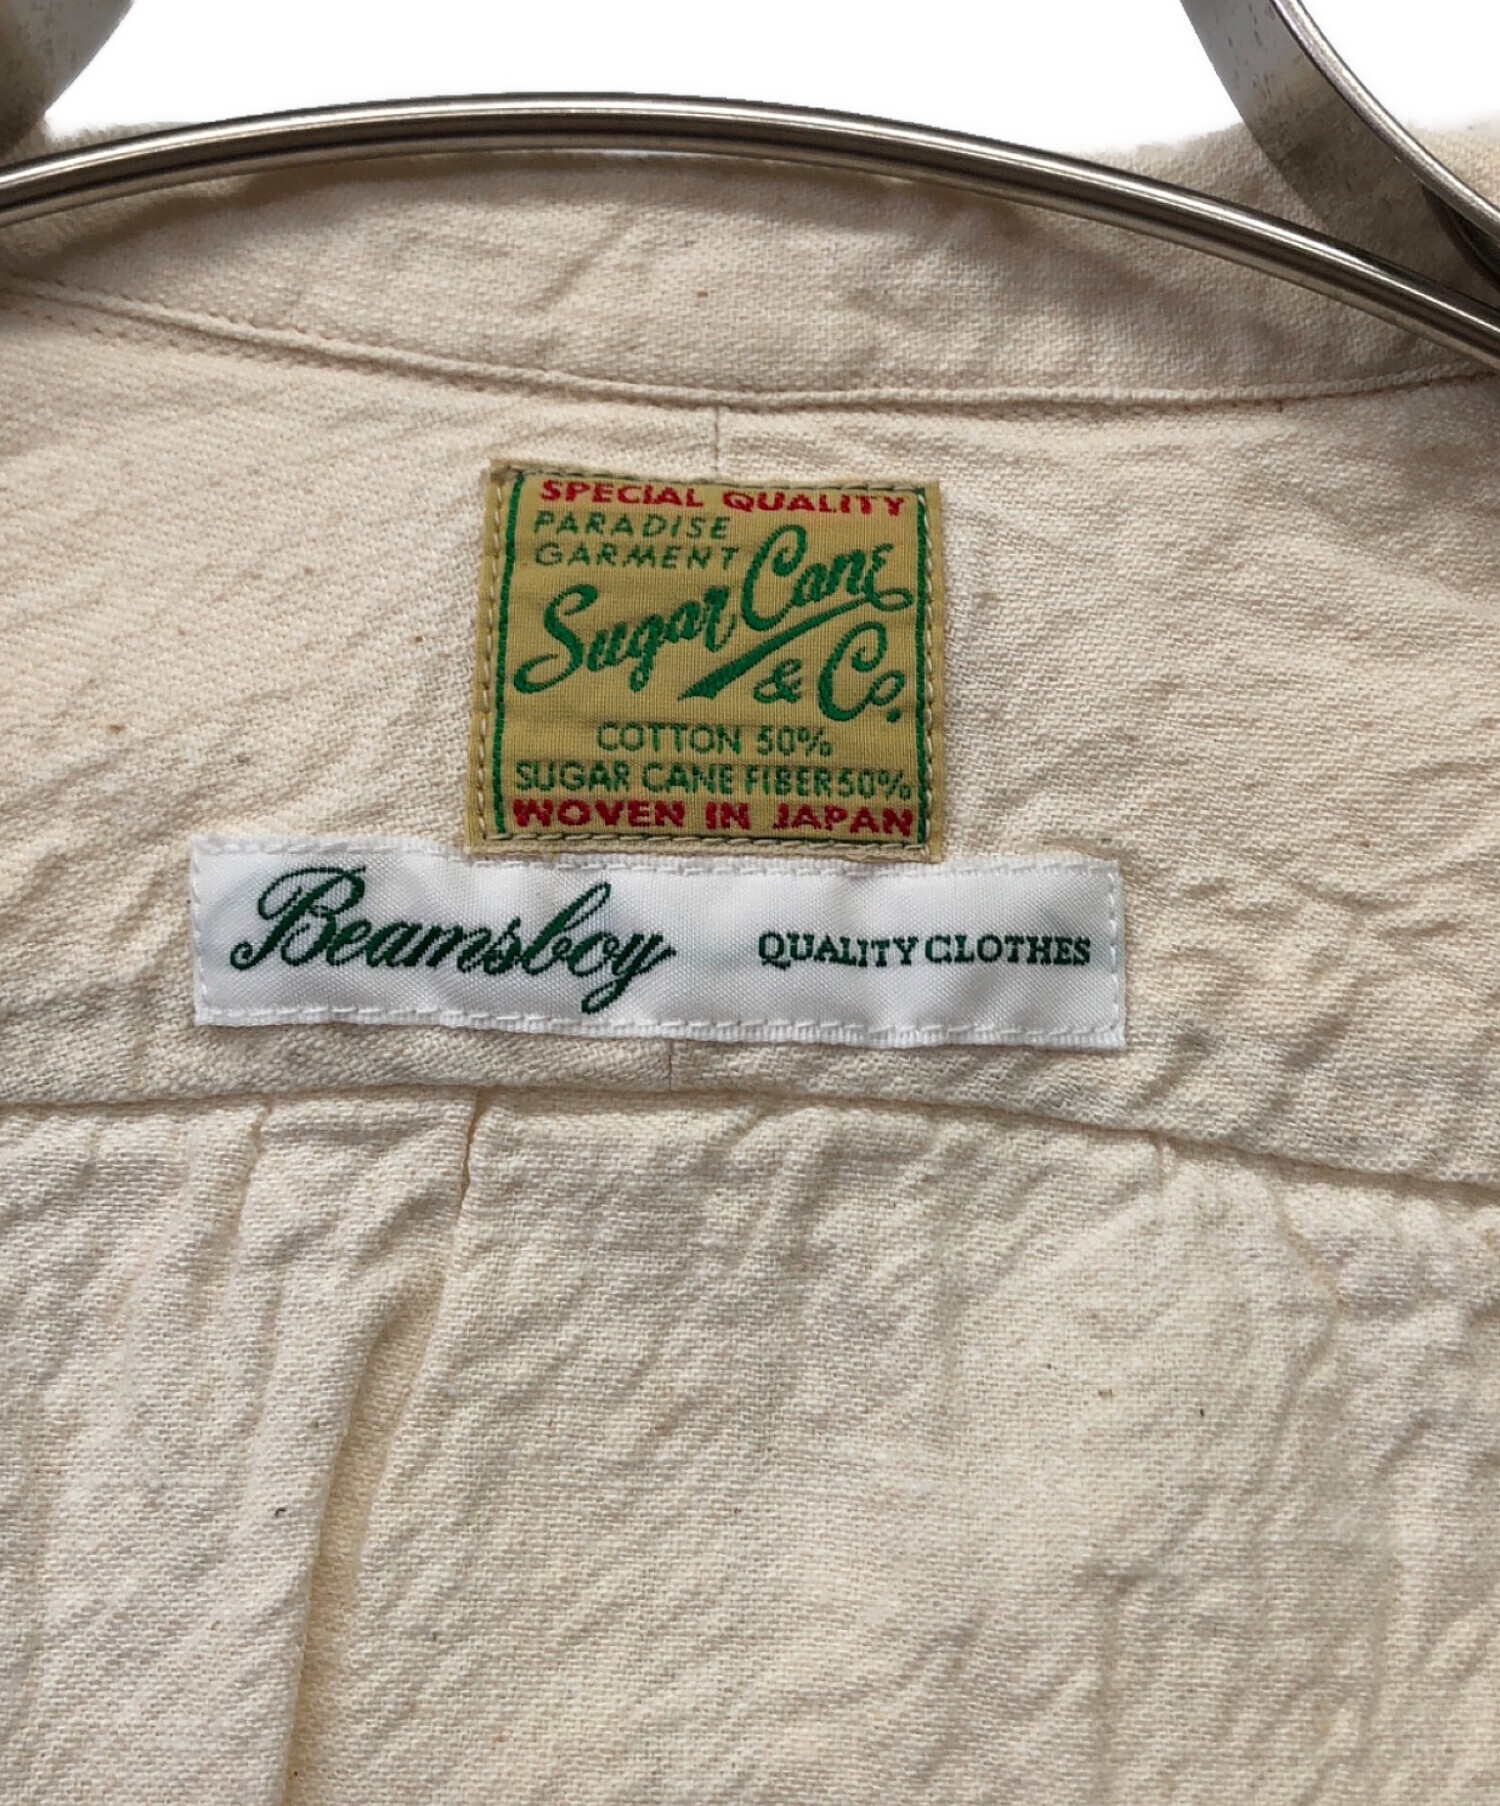 SPECIAL QUALITY
PARADISE
GARMENT
Sugar Cane
& Co.
COTTON 50%
SUGAR CANE FIBER 50%
WOVEN IN JAPAN
Beamsboy QUALITY CLOTHES